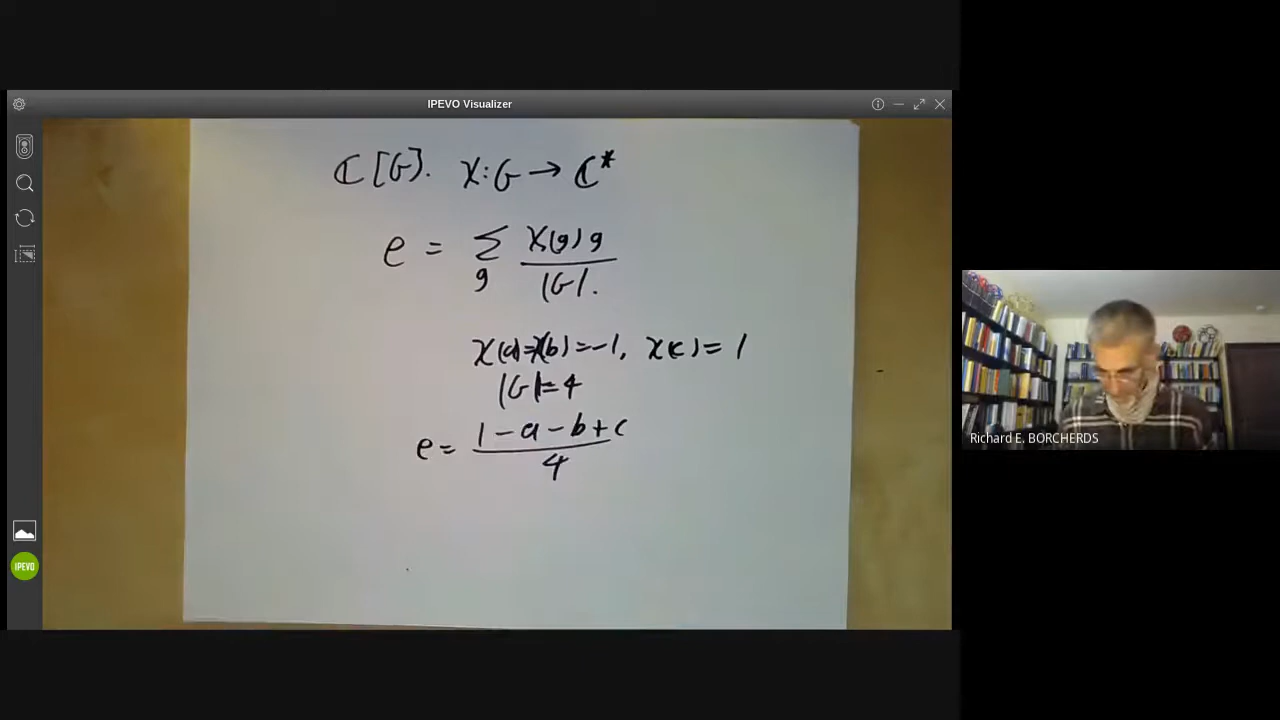 IPEVO Visualizer
ℂ[G]. χ: G → ℂ*
e = Σ_g χ(g) g / |G|.
χ(a)=χ(b)=-1, χ(c)=1
|G|=4
e = (1-a-b+c)/4
Richard E. BORCHERDS
IPEVO